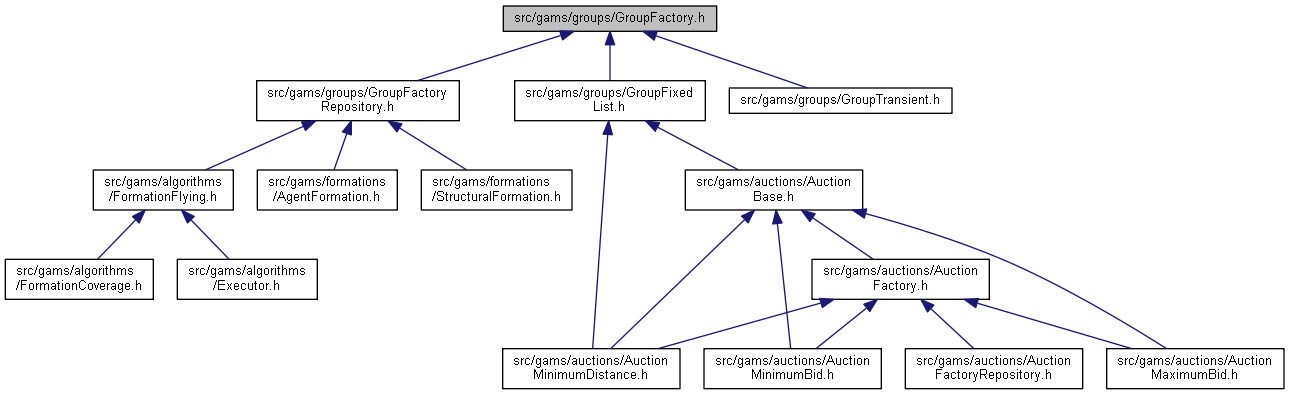 src/gams/groups/GroupFactory.h
src/gams/groups/GroupFactory
Repository.h
src/gams/groups/GroupFixed
List.h
src/gams/groups/GroupTransient.h
src/gams/algorithms
/FormationFlying.h
src/gams/formations
/AgentFormation.h
src/gams/formations
/StructuralFormation.h
src/gams/auctions/Auction
Base.h
src/gams/algorithms
/FormationCoverage.h
src/gams/algorithms
/Executor.h
src/gams/auctions/Auction
Factory.h
src/gams/auctions/Auction
MinimumDistance.h
src/gams/auctions/Auction
MinimumBid.h
src/gams/auctions/Auction
FactoryRepository.h
src/gams/auctions/Auction
MaximumBid.h